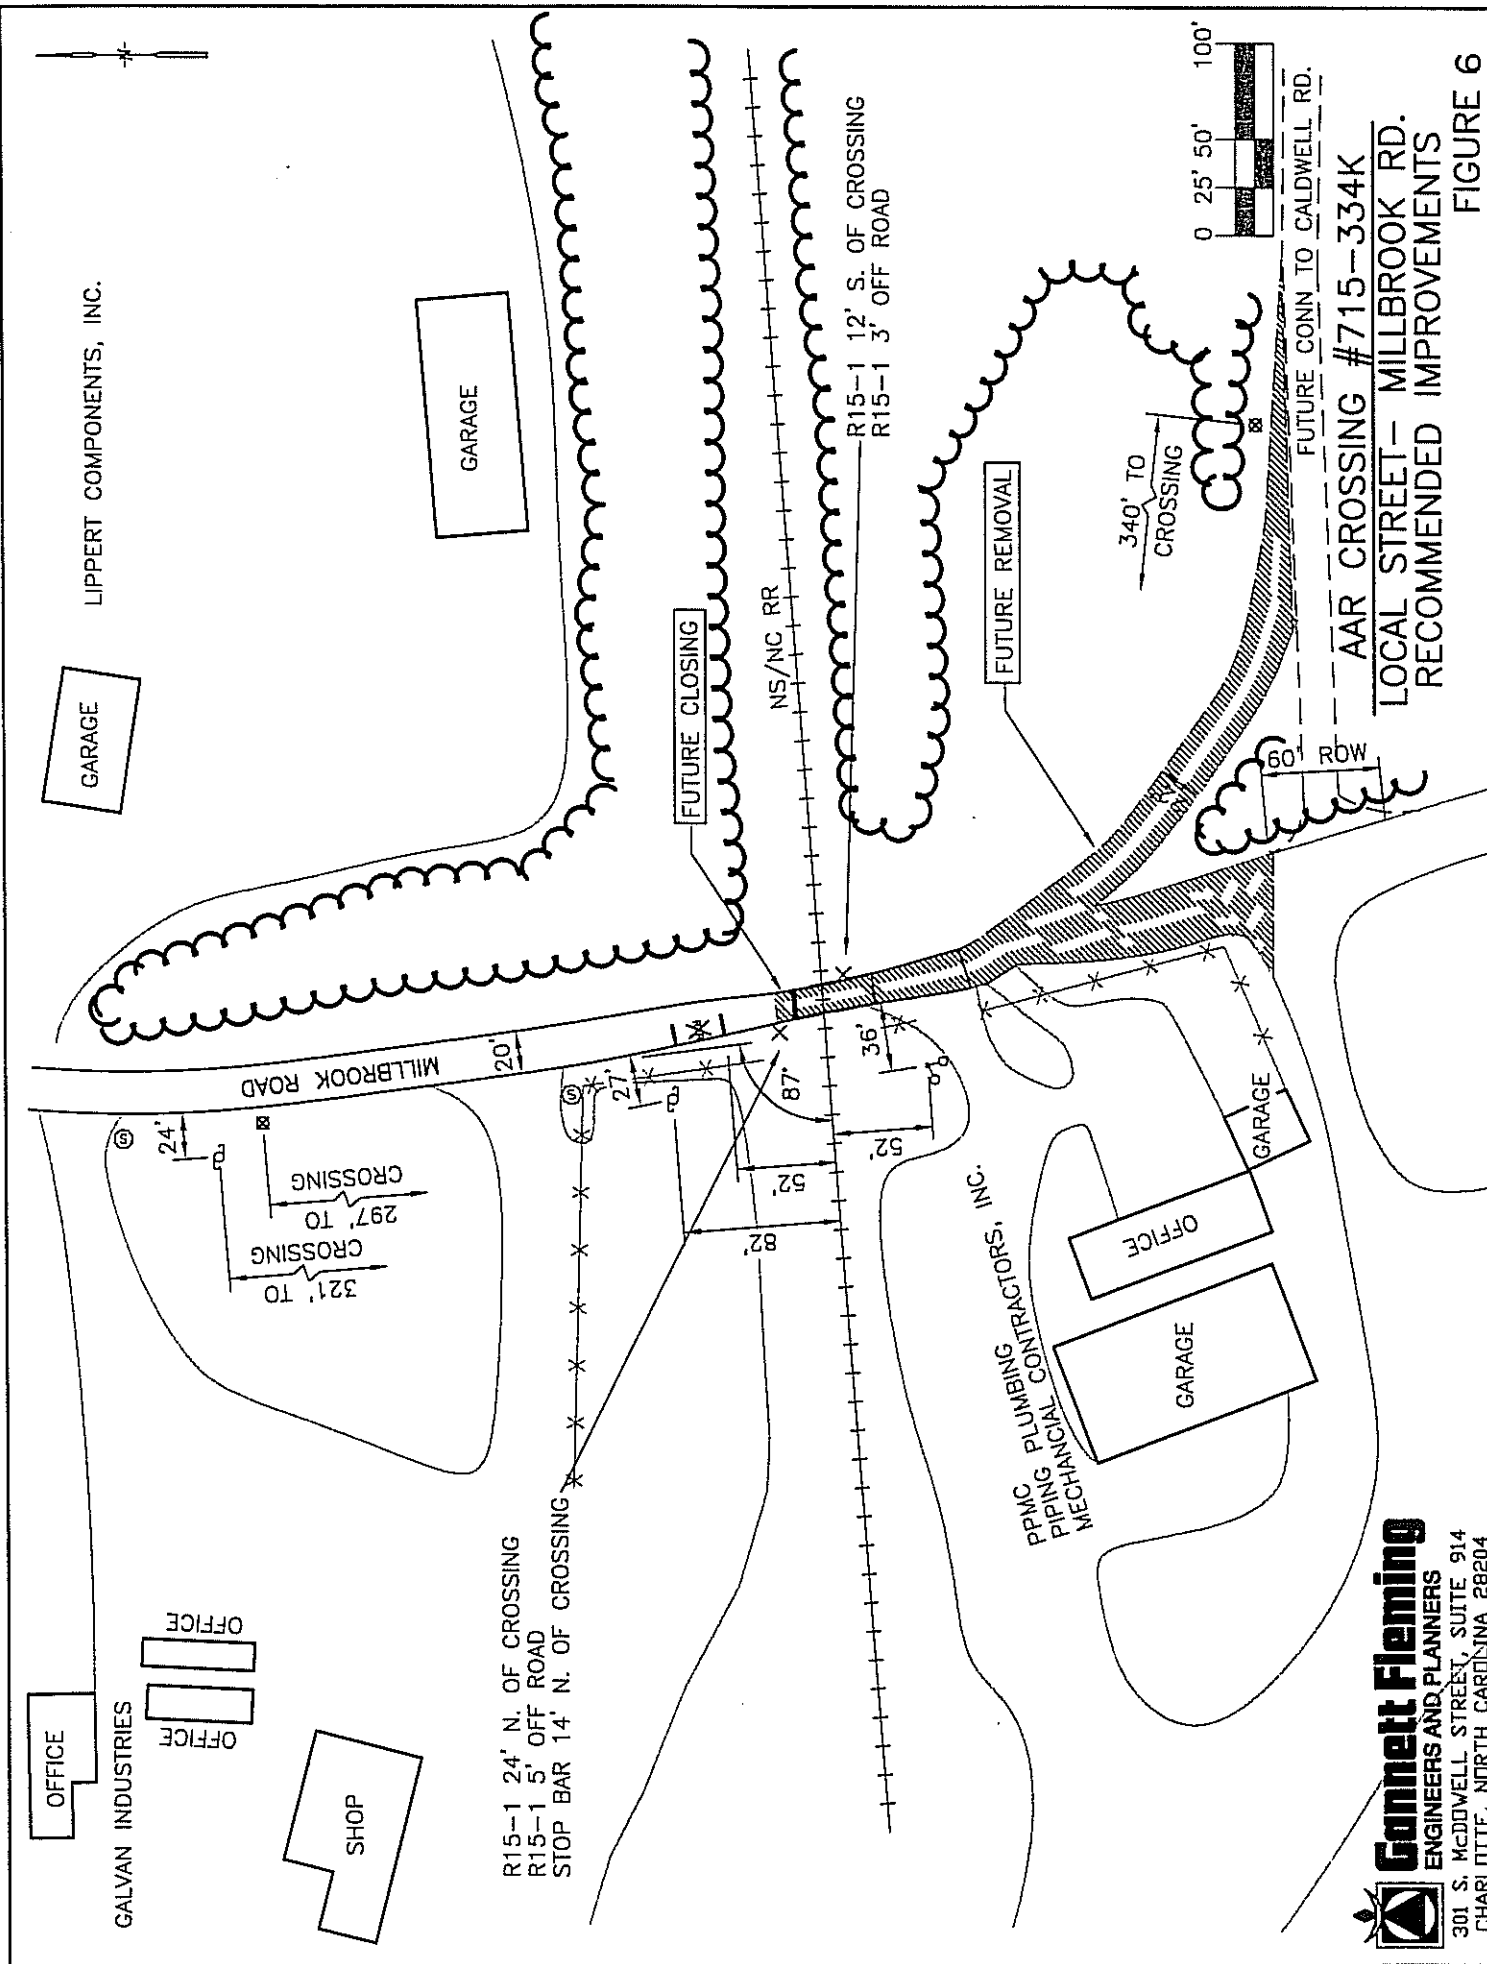 LIPPERT COMPONENTS, INC.
GARAGE
GARAGE
GALVAN INDUSTRIES
OFFICE
OFFICE
OFFICE
SHOP
MILLBROOK ROAD
20'
24'
S
297' TO
CROSSING
321' TO
CROSSING
S
27'
87°
52'
82'
36'
52'
R15-1 24' N. OF CROSSING
R15-1 5' OFF ROAD
STOP BAR 14' N. OF CROSSING
FUTURE CLOSING
NS/NC RR
R15-1 12' S. OF CROSSING
R15-1 3' OFF ROAD
FUTURE REMOVAL
340' TO
CROSSING
60' ROW
FUTURE CONN TO CALDWELL RD.
PPMC PLUMBING
PIPING CONTRACTORS, INC.
MECHANCIAL
GARAGE
OFFICE
GARAGE
0 25' 50' 100'
AAR CROSSING #715-334K
LOCAL STREET- MILLBROOK RD.
RECOMMENDED IMPROVEMENTS
FIGURE 6
Gannett Fleming
ENGINEERS AND PLANNERS
301 S. McDOWELL STREET, SUITE 914
CHARLOTTE, NORTH CAROLINA 28204